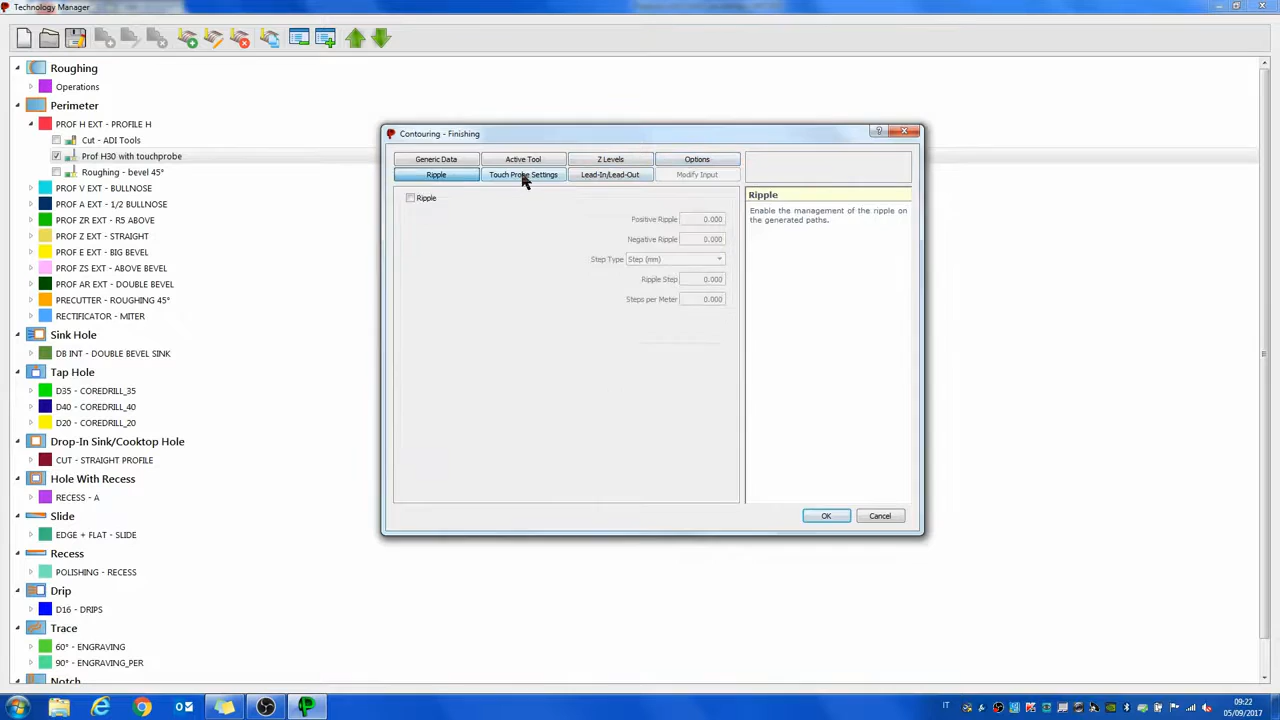 Technology Manager
Roughing
Operations
Perimeter
PROF H EXT - PROFILE H
Cut - ADI Tools
Prof H30 with touchprobe
Roughing - bevel 45°
PROF V EXT - BULLNOSE
PROF A EXT - 1/2 BULLNOSE
PROF ZR EXT - R5 ABOVE
PROF Z EXT - STRAIGHT
PROF E EXT - BIG BEVEL
PROF ZS EXT - ABOVE BEVEL
PROF AR EXT - DOUBLE BEVEL
PRECUTTER - ROUGHING 45°
RECTIFICATOR - MITER
Sink Hole
DB INT - DOUBLE BEVEL SINK
Tap Hole
D35 - COREDRILL_35
D40 - COREDRILL_40
D20 - COREDRILL_20
Drop-In Sink/Cooktop Hole
CUT - STRAIGHT PROFILE
Hole With Recess
RECESS - A
Slide
EDGE + FLAT - SLIDE
Recess
POLISHING - RECESS
Drip
D16 - DRIPS
Trace
60° - ENGRAVING
90° - ENGRAVING_PER
Notch
Contouring - Finishing
Generic Data Active Tool Z Levels Options
Ripple Touch Probe Settings Lead-In/Lead-Out Modify Input
Ripple
Positive Ripple 0.000
Negative Ripple 0.000
Step Type Step (mm)
Ripple Step 0.000
Steps per Meter 0.000
Ripple
Enable the management of the ripple on
the generated paths.
OK Cancel
IT
09:22
05/09/2017